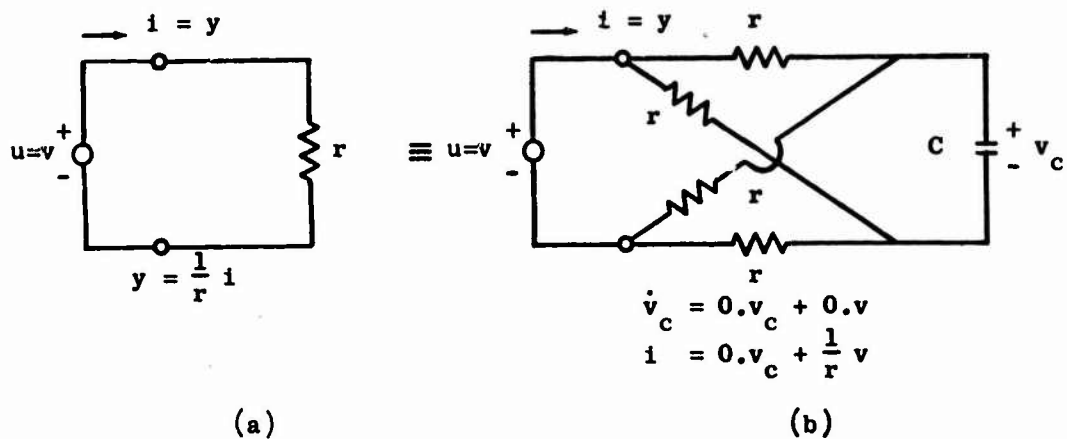 i = y
+
u=v
-
r
y = 1/r i
(a)
≡
i = y
r
+
u=v
-
r
r
r
C
+
v_c
-
v̇_c = 0.v_c + 0.v
i = 0.v_c + 1/r v
(b)